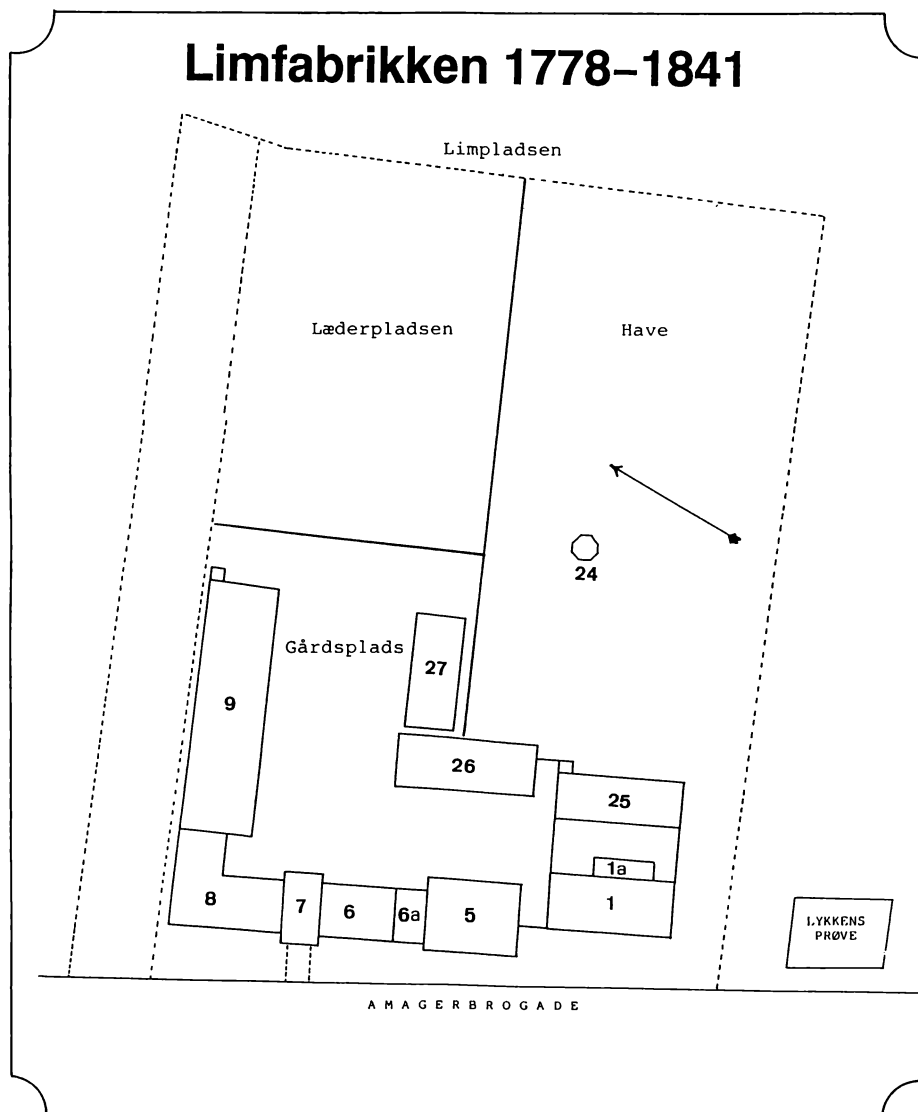 Limfabrikken 1778–1841
Limpladsen
Læderpladsen
Have
24
Gårdsplads
27
9
26
25
1a
8
7
6
6a
5
1
LYKKENS
PRØVE
AMAGERBROGADE